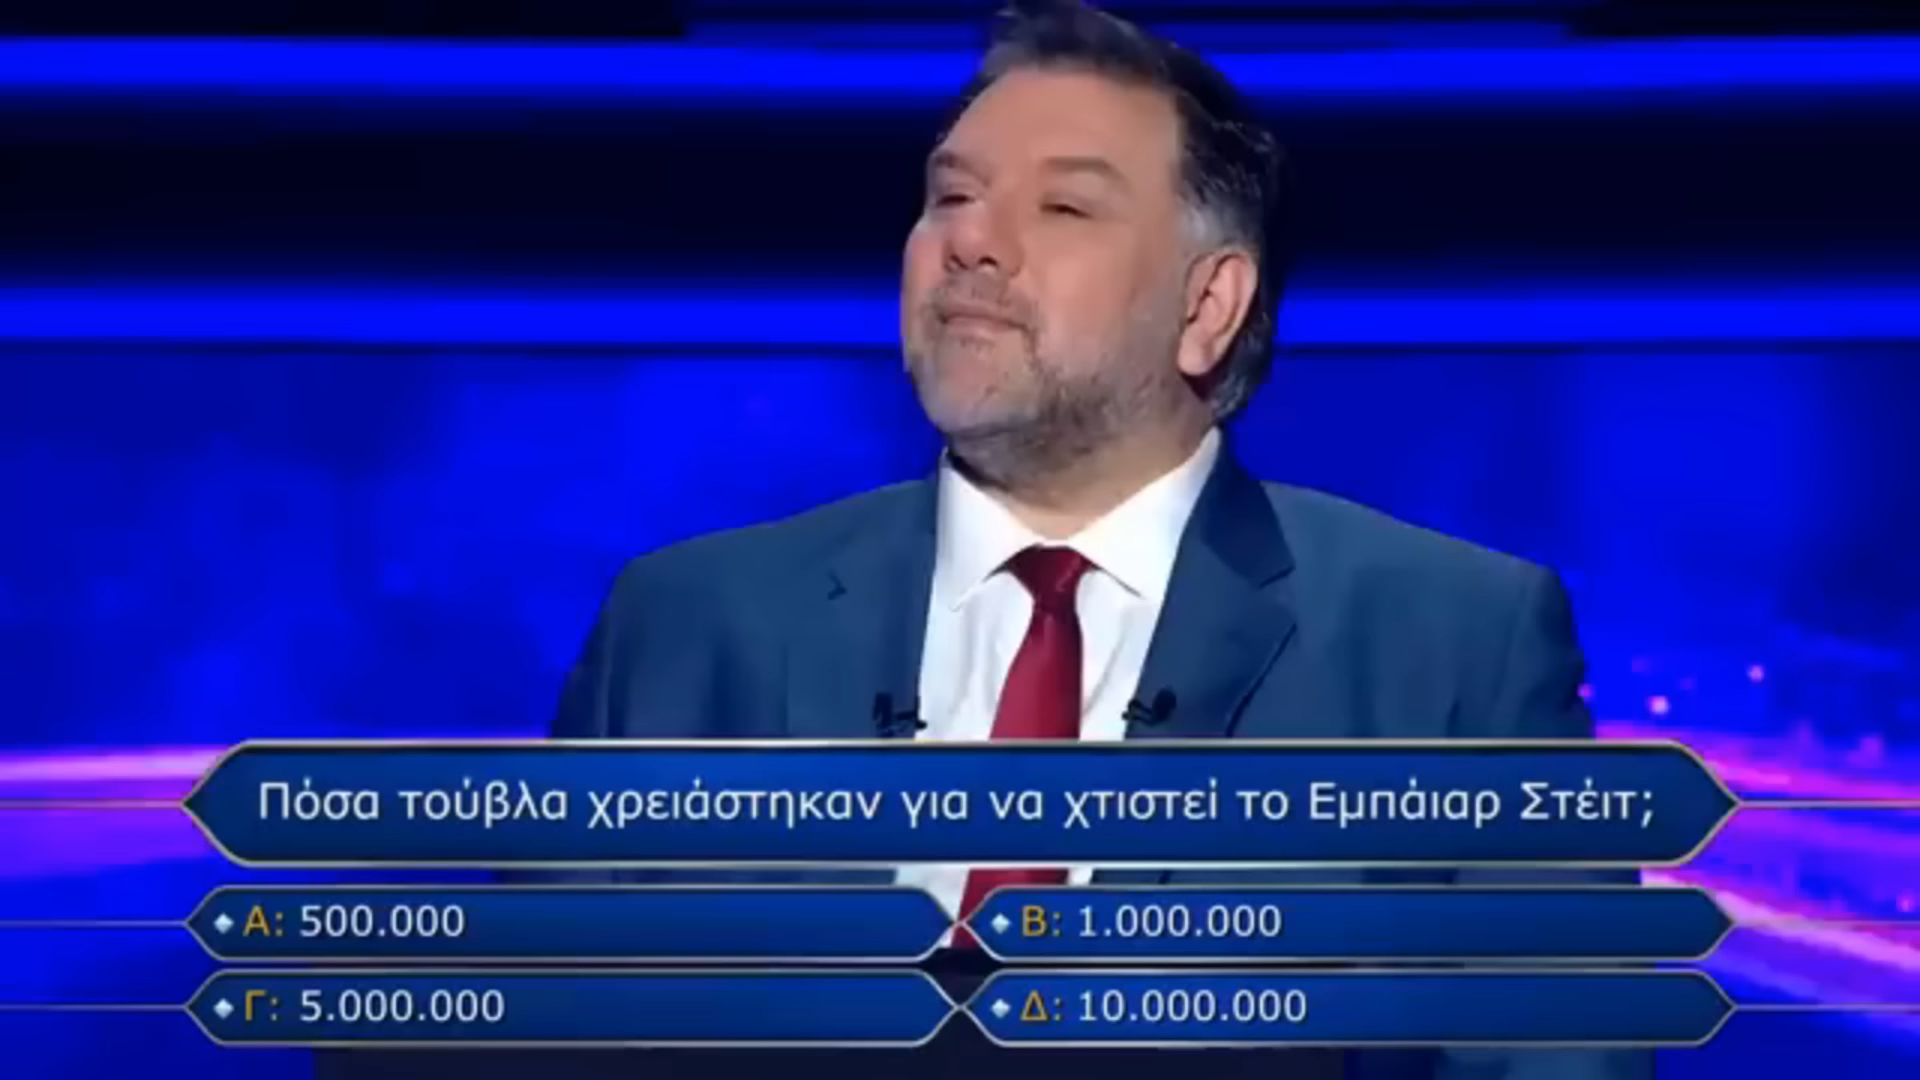 Πόσα τούβλα χρειάστηκαν για να χτιστεί το Εμπάιαρ Στέιτ;
Α: 500.000
Β: 1.000.000
Γ: 5.000.000
Δ: 10.000.000